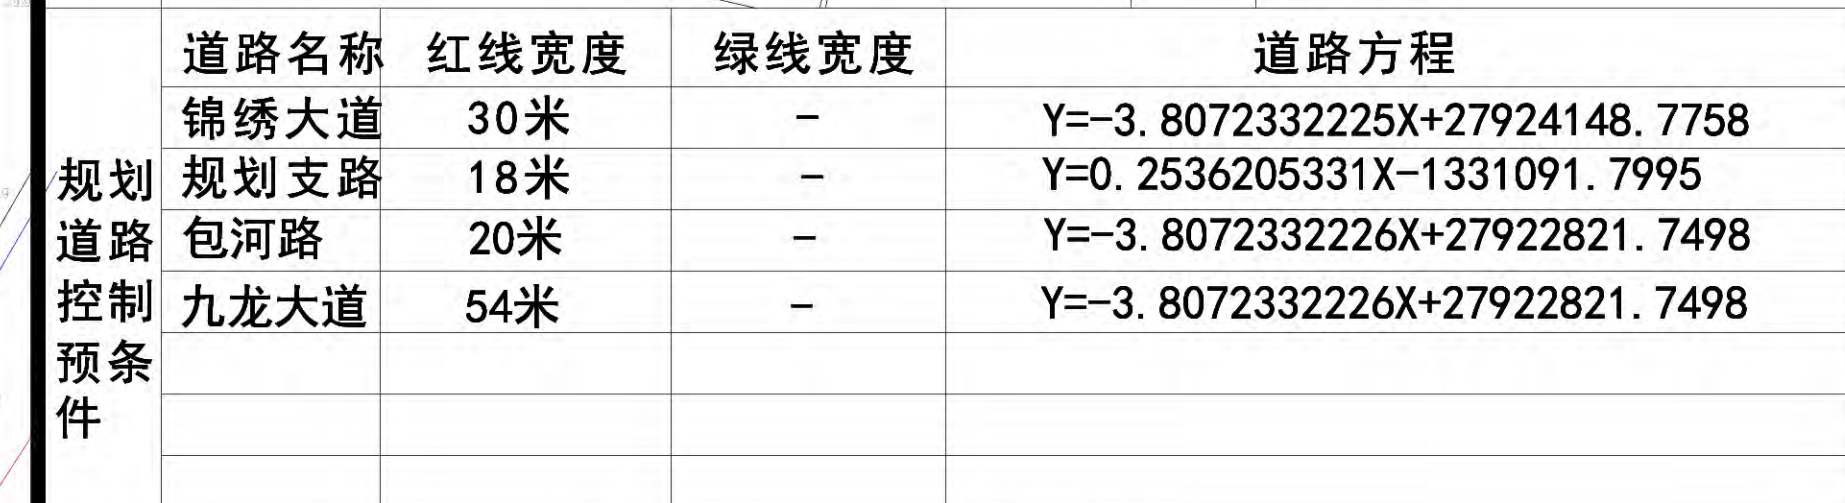 道路名称 红线宽度 绿线宽度 道路方程
锦绣大道 30米 - Y=-3.8072332225X+27924148.7758
规划支路 18米 - Y=0.2536205331X-1331091.7995
包河路 20米 - Y=-3.8072332226X+27922821.7498
九龙大道 54米 - Y=-3.8072332226X+27922821.7498
规划
道路
控制
预条
件